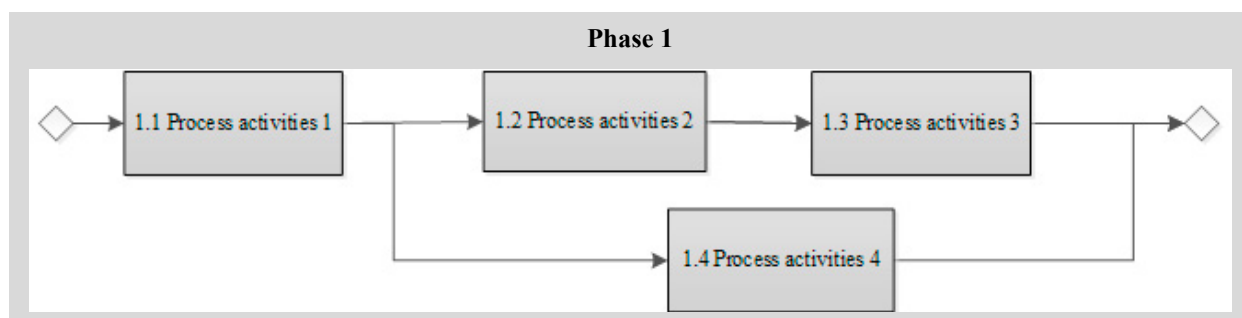 Phase 1
1.1 Process activities 1
1.2 Process activities 2
1.3 Process activities 3
1.4 Process activities 4